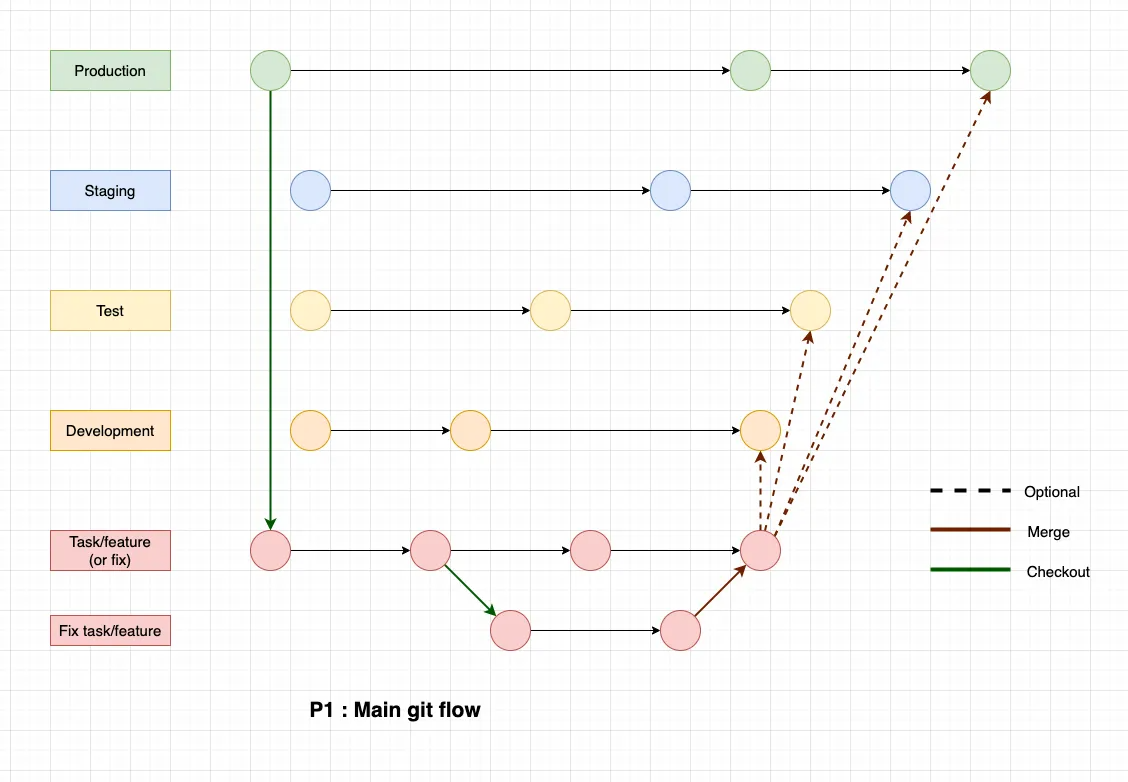 Production
Staging
Test
Development
Task/feature
(or fix)
Fix task/feature
Optional
Merge
Checkout
P1 : Main git flow